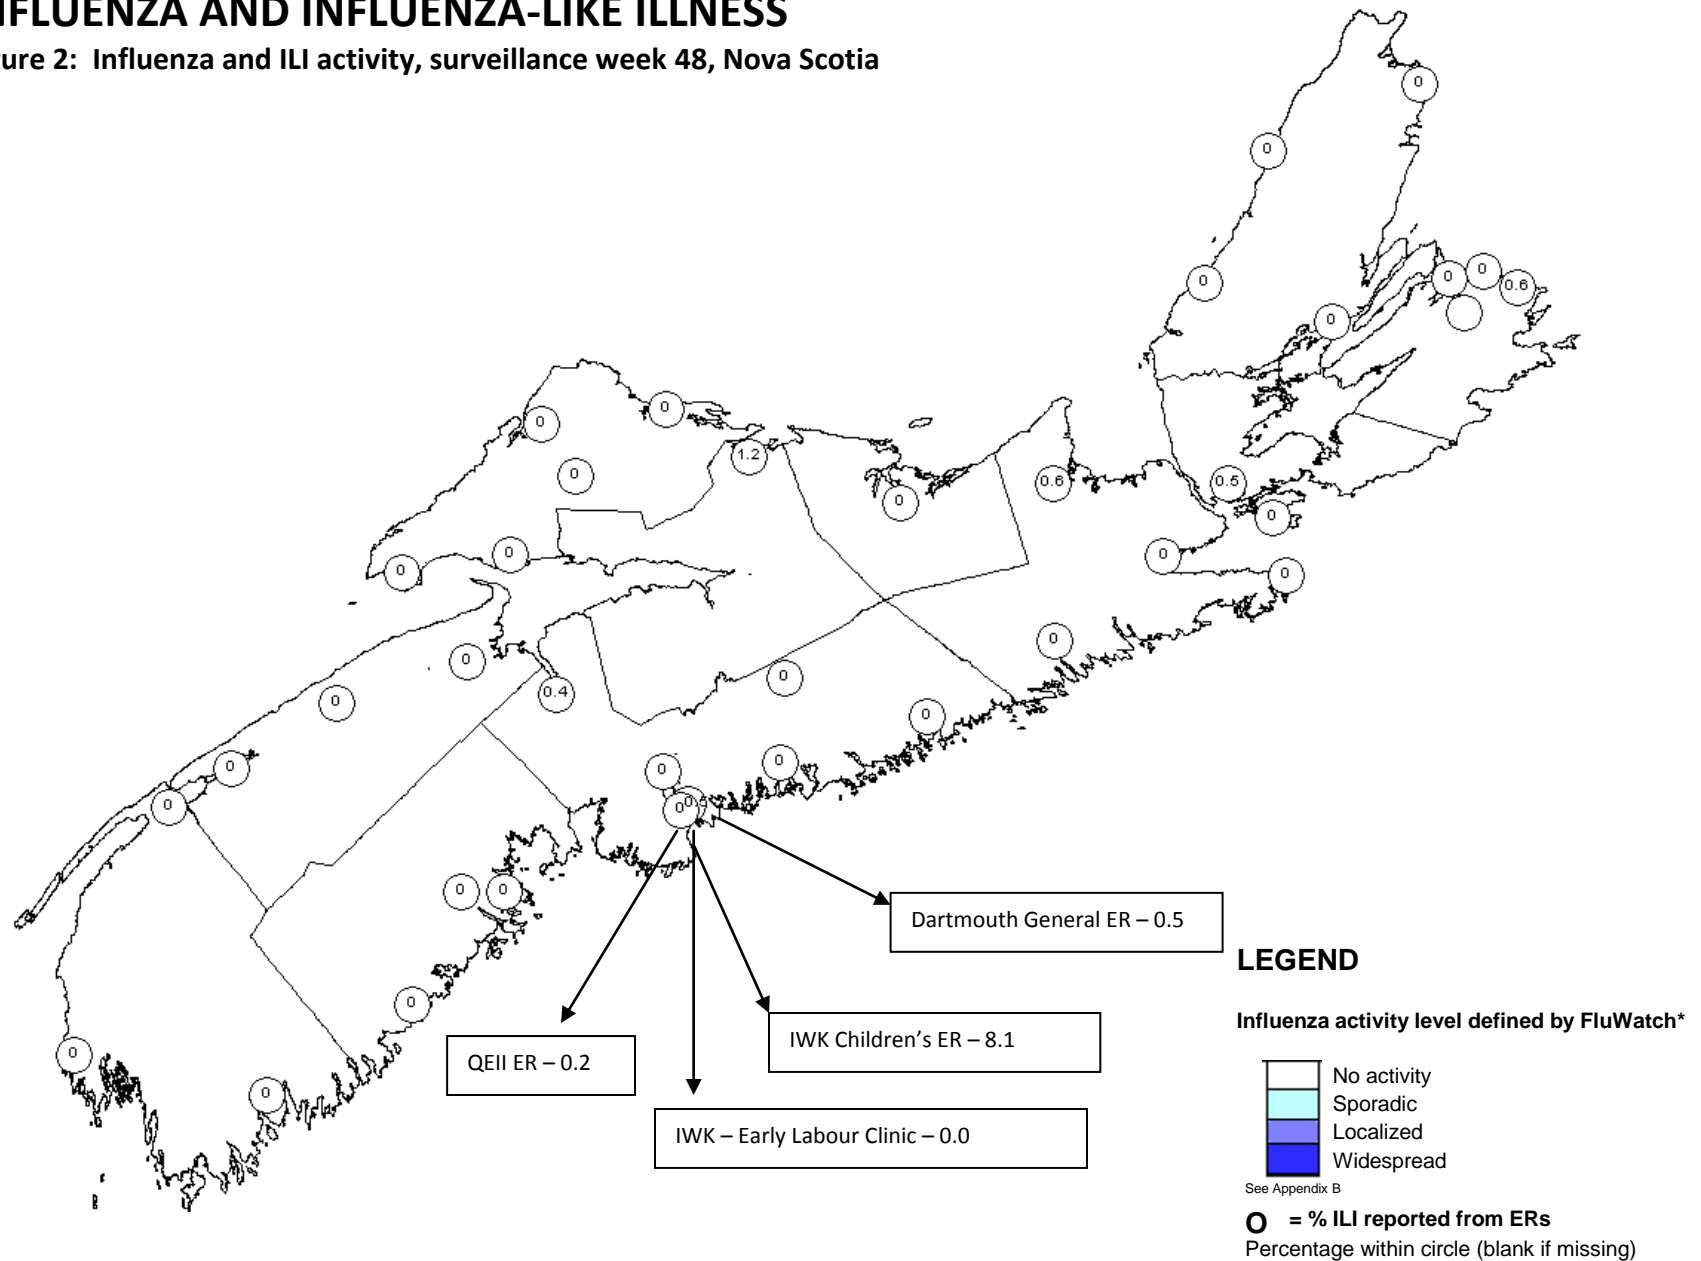 NFLUENZA AND INFLUENZA-LIKE ILLNESS
gure 2: Influenza and ILI activity, surveillance week 48, Nova Scotia
0
0
0
0
0
0.6
0
0
0
0
1.2
0
0.6
0.5
0
0
0
0
0
0
0
0
0.4
0
0
0
0
0
0
0
0
0
0
0
0
0
Dartmouth General ER – 0.5
IWK Children's ER – 8.1
QEII ER – 0.2
IWK – Early Labour Clinic – 0.0
LEGEND
Influenza activity level defined by FluWatch*
No activity
Sporadic
Localized
Widespread
See Appendix B
O = % ILI reported from ERs
Percentage within circle (blank if missing)